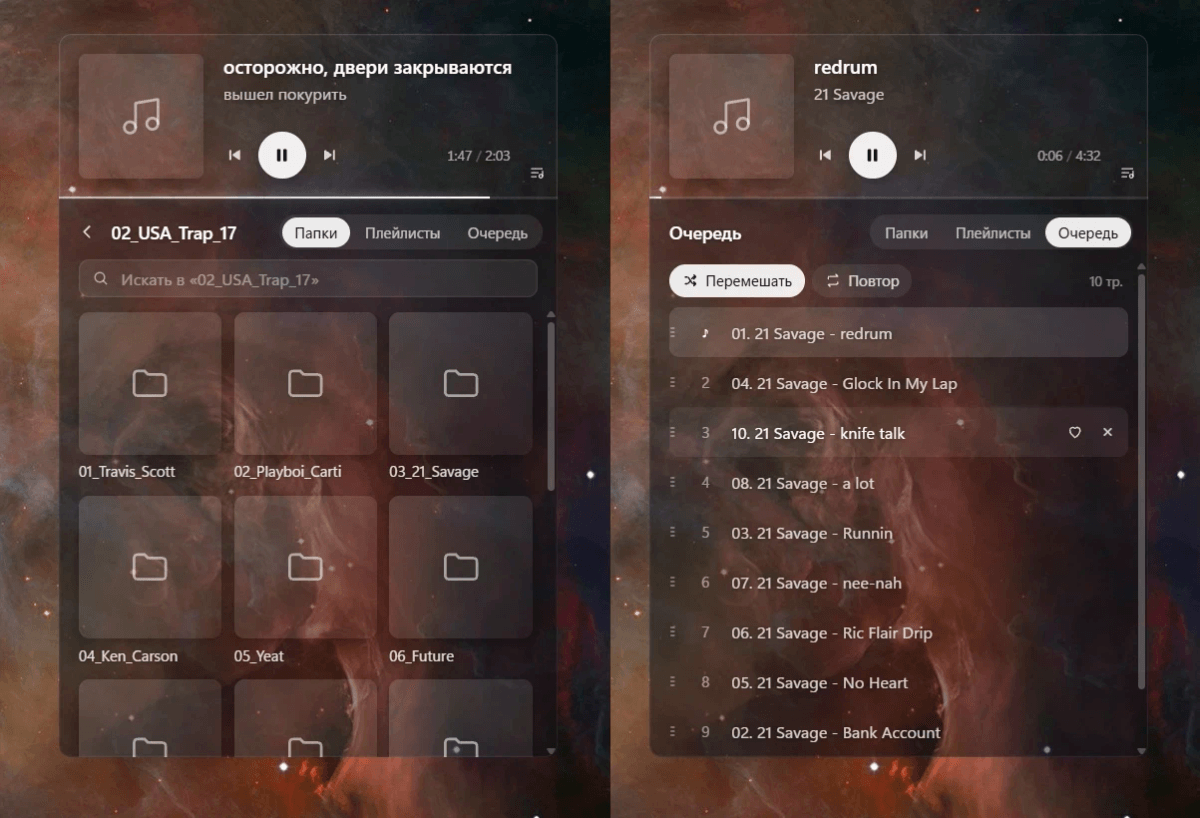 осторожно, двери закрываются
вышел покурить
1:47 / 2:03
02_USA_Trap_17
Папки
Плейлисты
Очередь
Искать в «02_USA_Trap_17»
01_Travis_Scott
02_Playboi_Carti
03_21_Savage
04_Ken_Carson
05_Yeat
06_Future
redrum
21 Savage
0:06 / 4:32
Очередь
Папки
Плейлисты
Очередь
Перемешать
Повтор
10 тр.
01. 21 Savage - redrum
2 04. 21 Savage - Glock In My Lap
3 10. 21 Savage - knife talk
4 08. 21 Savage - a lot
5 03. 21 Savage - Runnin
6 07. 21 Savage - nee-nah
7 06. 21 Savage - Ric Flair Drip
8 05. 21 Savage - No Heart
9 02. 21 Savage - Bank Account